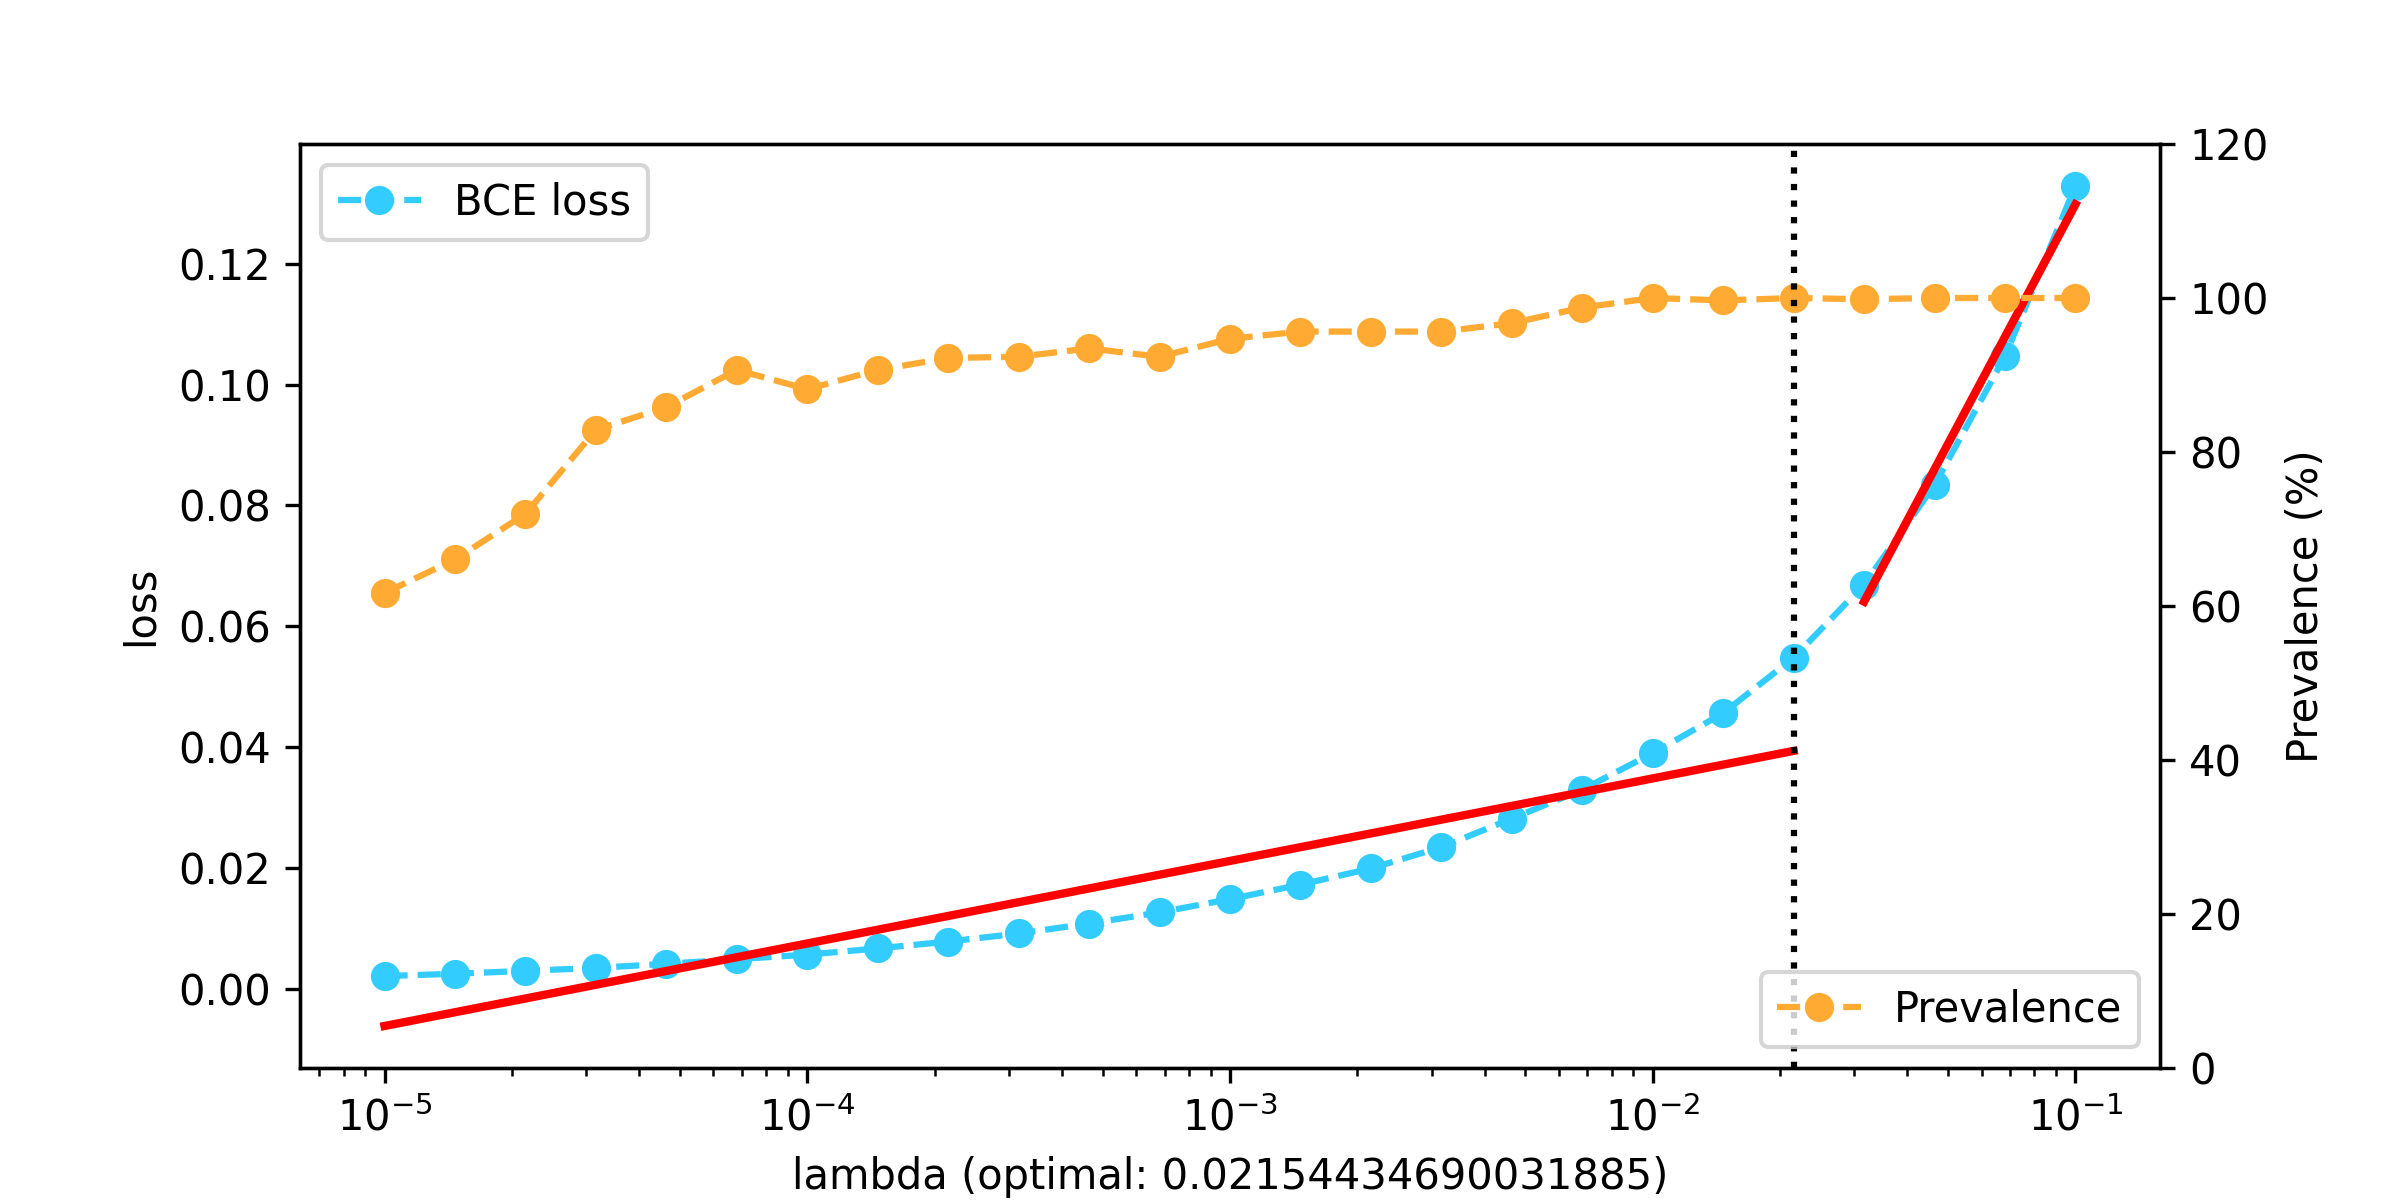 BCE loss
120
100
80
60
40
20
0
Prevalence (%)
0.12
0.10
0.08
0.06
0.04
0.02
0.00
loss
Prevalence
10⁻⁵ 10⁻⁴ 10⁻³ 10⁻² 10⁻¹
lambda (optimal: 0.02154434690031885)